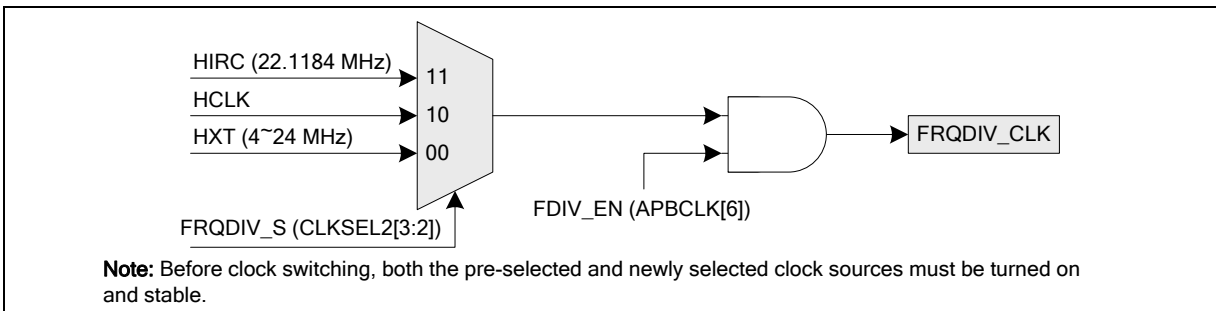 HIRC (22.1184 MHz)
11
HCLK
10
HXT (4~24 MHz)
00
FRQDIV_CLK
FDIV_EN (APBCLK[6])
FRQDIV_S (CLKSEL2[3:2])
Note: Before clock switching, both the pre-selected and newly selected clock sources must be turned on
and stable.